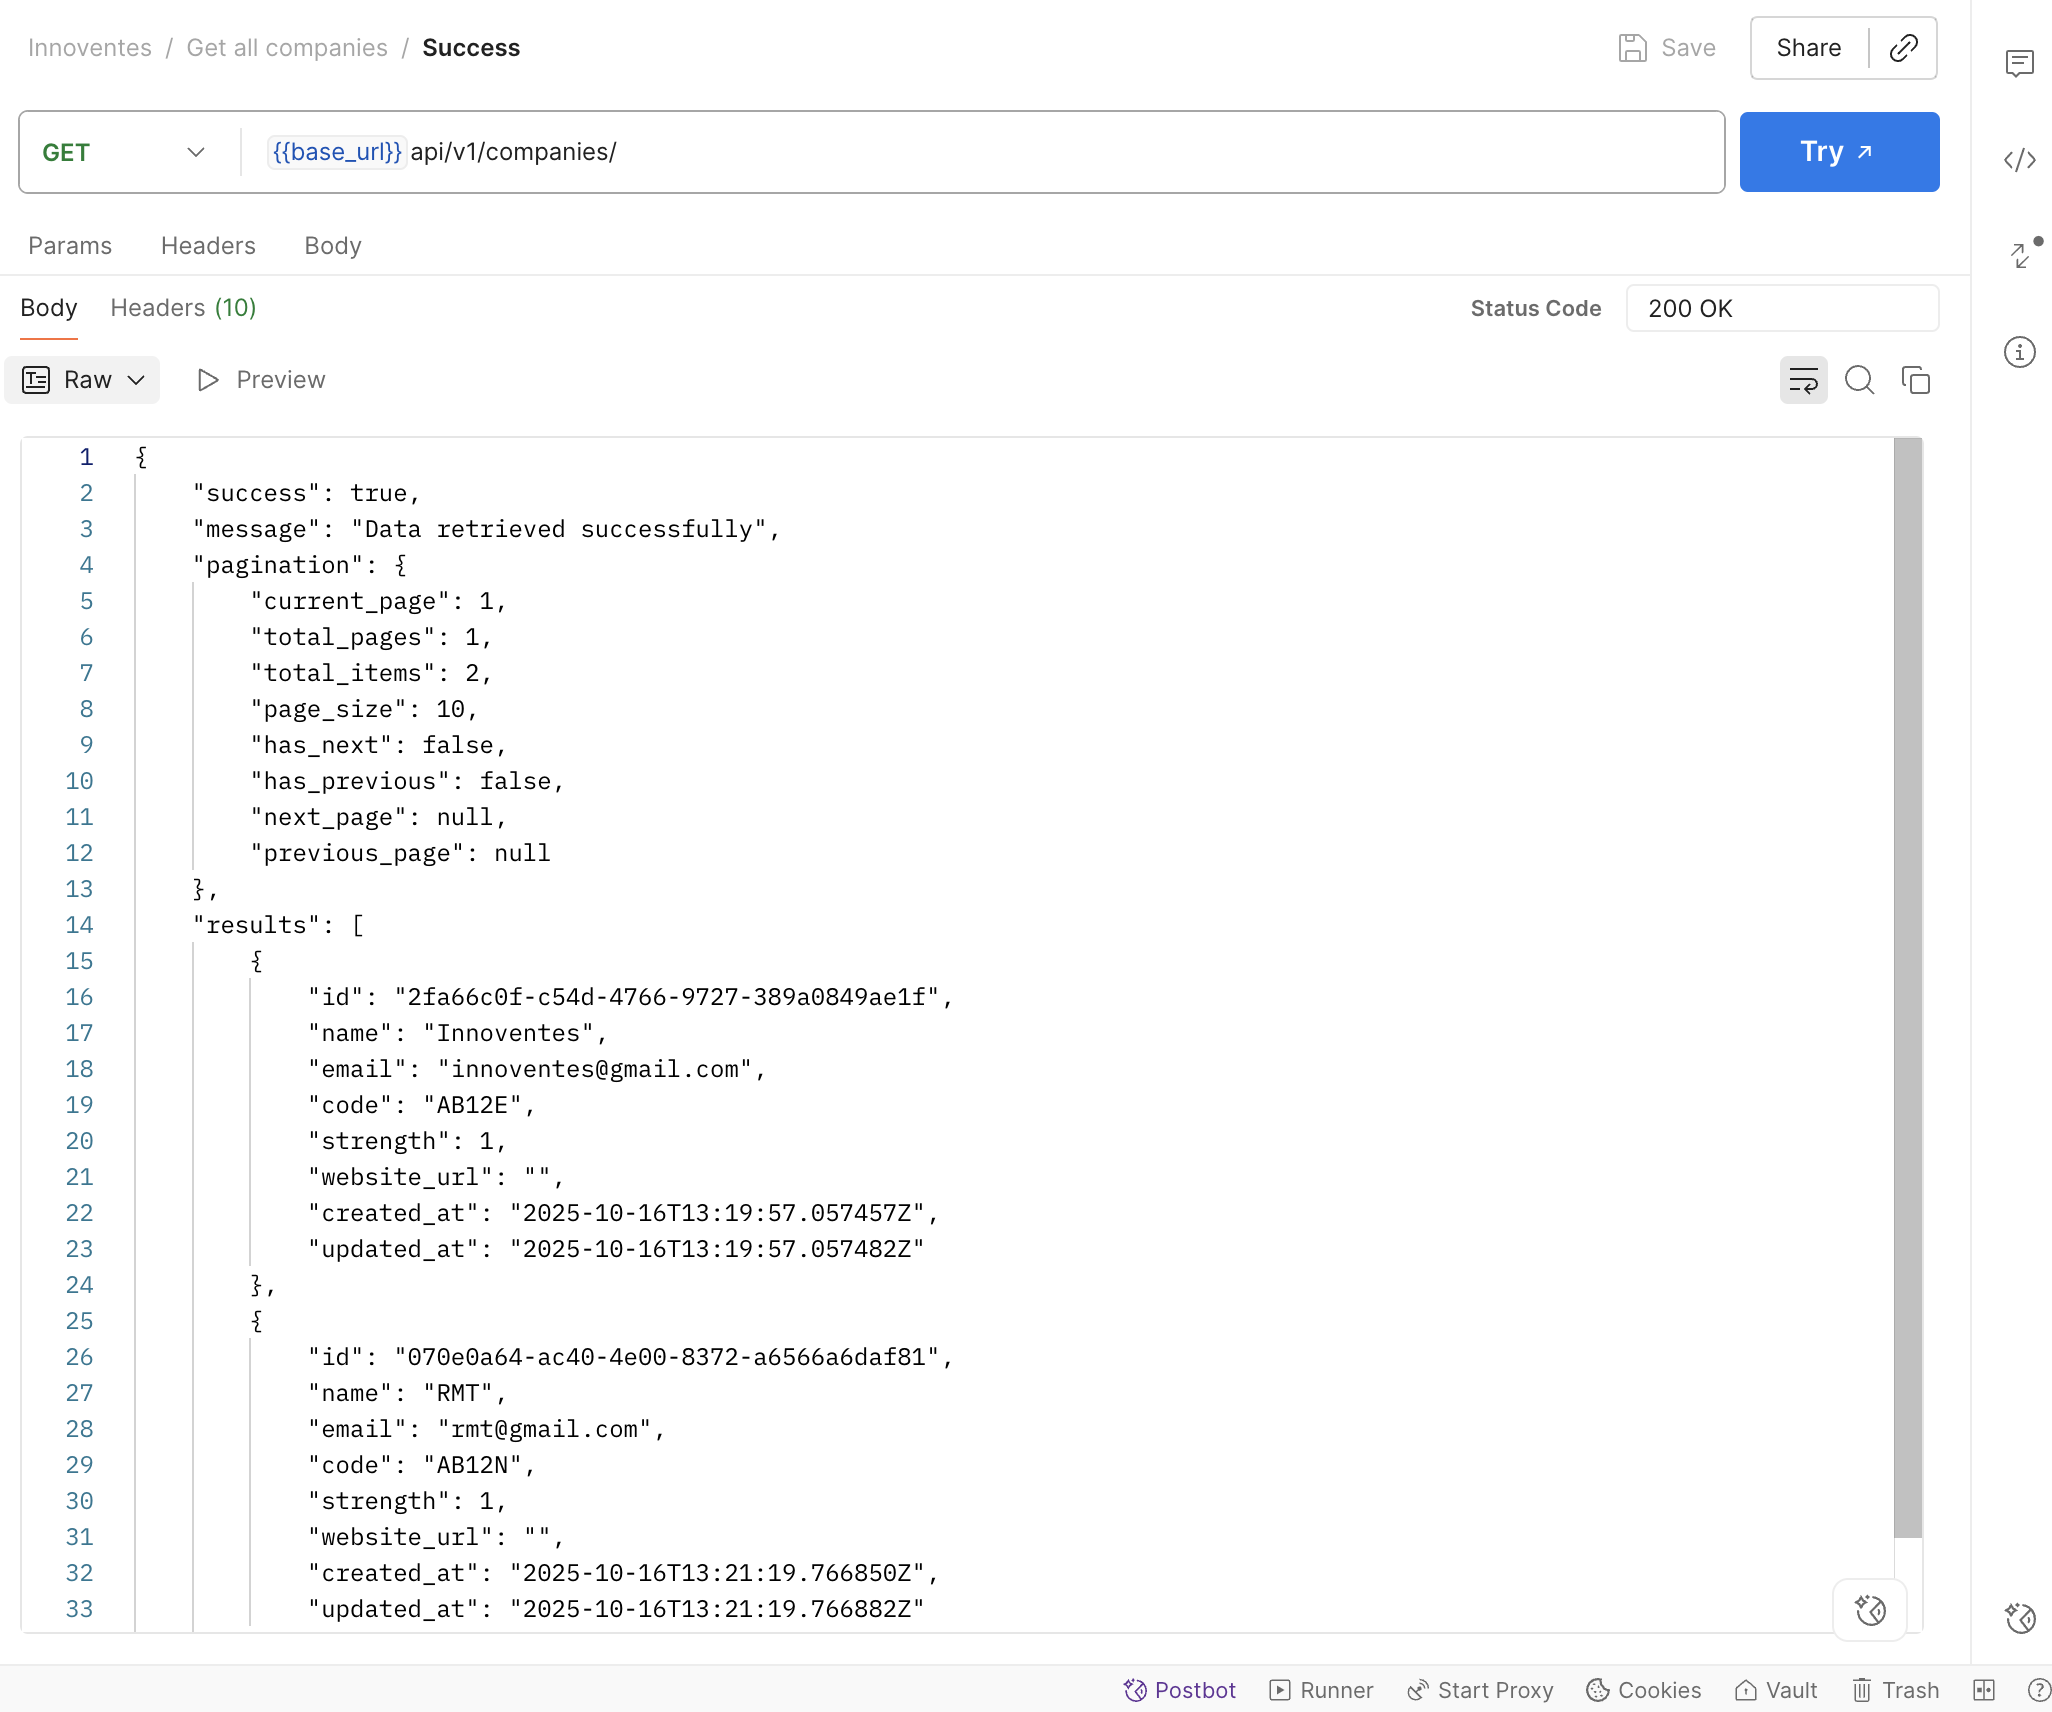 Innoventes / Get all companies / Success
Save
Share
GET
{{base_url}} api/v1/companies/
Try
Params Headers Body
Body Headers (10)
Status Code 200 OK
Raw
Preview
1 {
2 "success": true,
3 "message": "Data retrieved successfully",
4 "pagination": {
5 "current_page": 1,
6 "total_pages": 1,
7 "total_items": 2,
8 "page_size": 10,
9 "has_next": false,
10 "has_previous": false,
11 "next_page": null,
12 "previous_page": null
13 },
14 "results": [
15 {
16 "id": "2fa66c0f-c54d-4766-9727-389a0849ae1f",
17 "name": "Innoventes",
18 "email": "innoventes@gmail.com",
19 "code": "AB12E",
20 "strength": 1,
21 "website_url": "",
22 "created_at": "2025-10-16T13:19:57.057457Z",
23 "updated_at": "2025-10-16T13:19:57.057482Z"
24 },
25 {
26 "id": "070e0a64-ac40-4e00-8372-a6566a6daf81",
27 "name": "RMT",
28 "email": "rmt@gmail.com",
29 "code": "AB12N",
30 "strength": 1,
31 "website_url": "",
32 "created_at": "2025-10-16T13:21:19.766850Z",
33 "updated_at": "2025-10-16T13:21:19.766882Z"
Postbot Runner Start Proxy Cookies Vault Trash